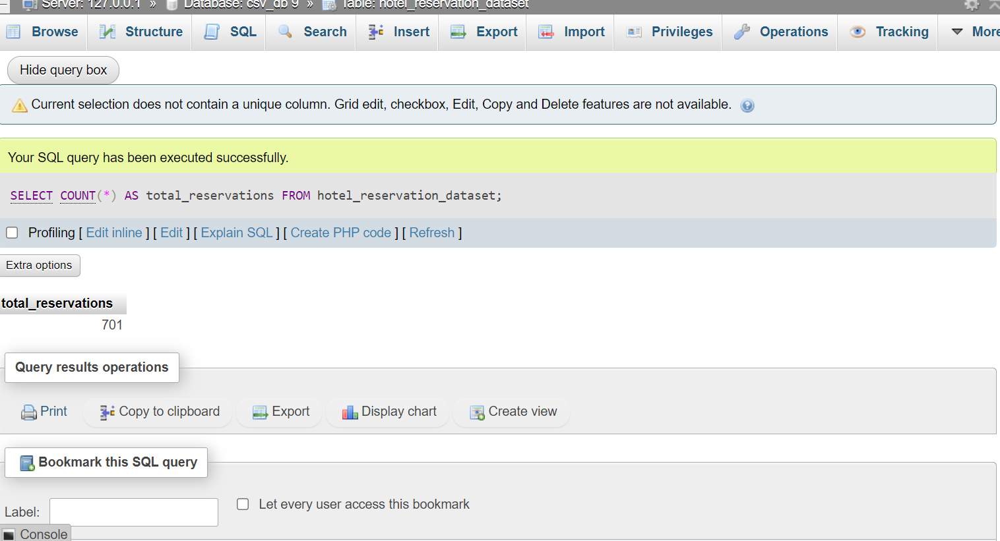 Server: 127.0.0.1 » Database: csv_db 9 » Table: hotel_reservation_dataset
Browse Structure SQL Search Insert Export Import Privileges Operations Tracking More
Hide query box
Current selection does not contain a unique column. Grid edit, checkbox, Edit, Copy and Delete features are not available.
Your SQL query has been executed successfully.
SELECT COUNT(*) AS total_reservations FROM hotel_reservation_dataset;
Profiling [ Edit inline ] [ Edit ] [ Explain SQL ] [ Create PHP code ] [ Refresh ]
Extra options
total_reservations
701
Query results operations
Print Copy to clipboard Export Display chart Create view
Bookmark this SQL query
Label: Let every user access this bookmark
Console